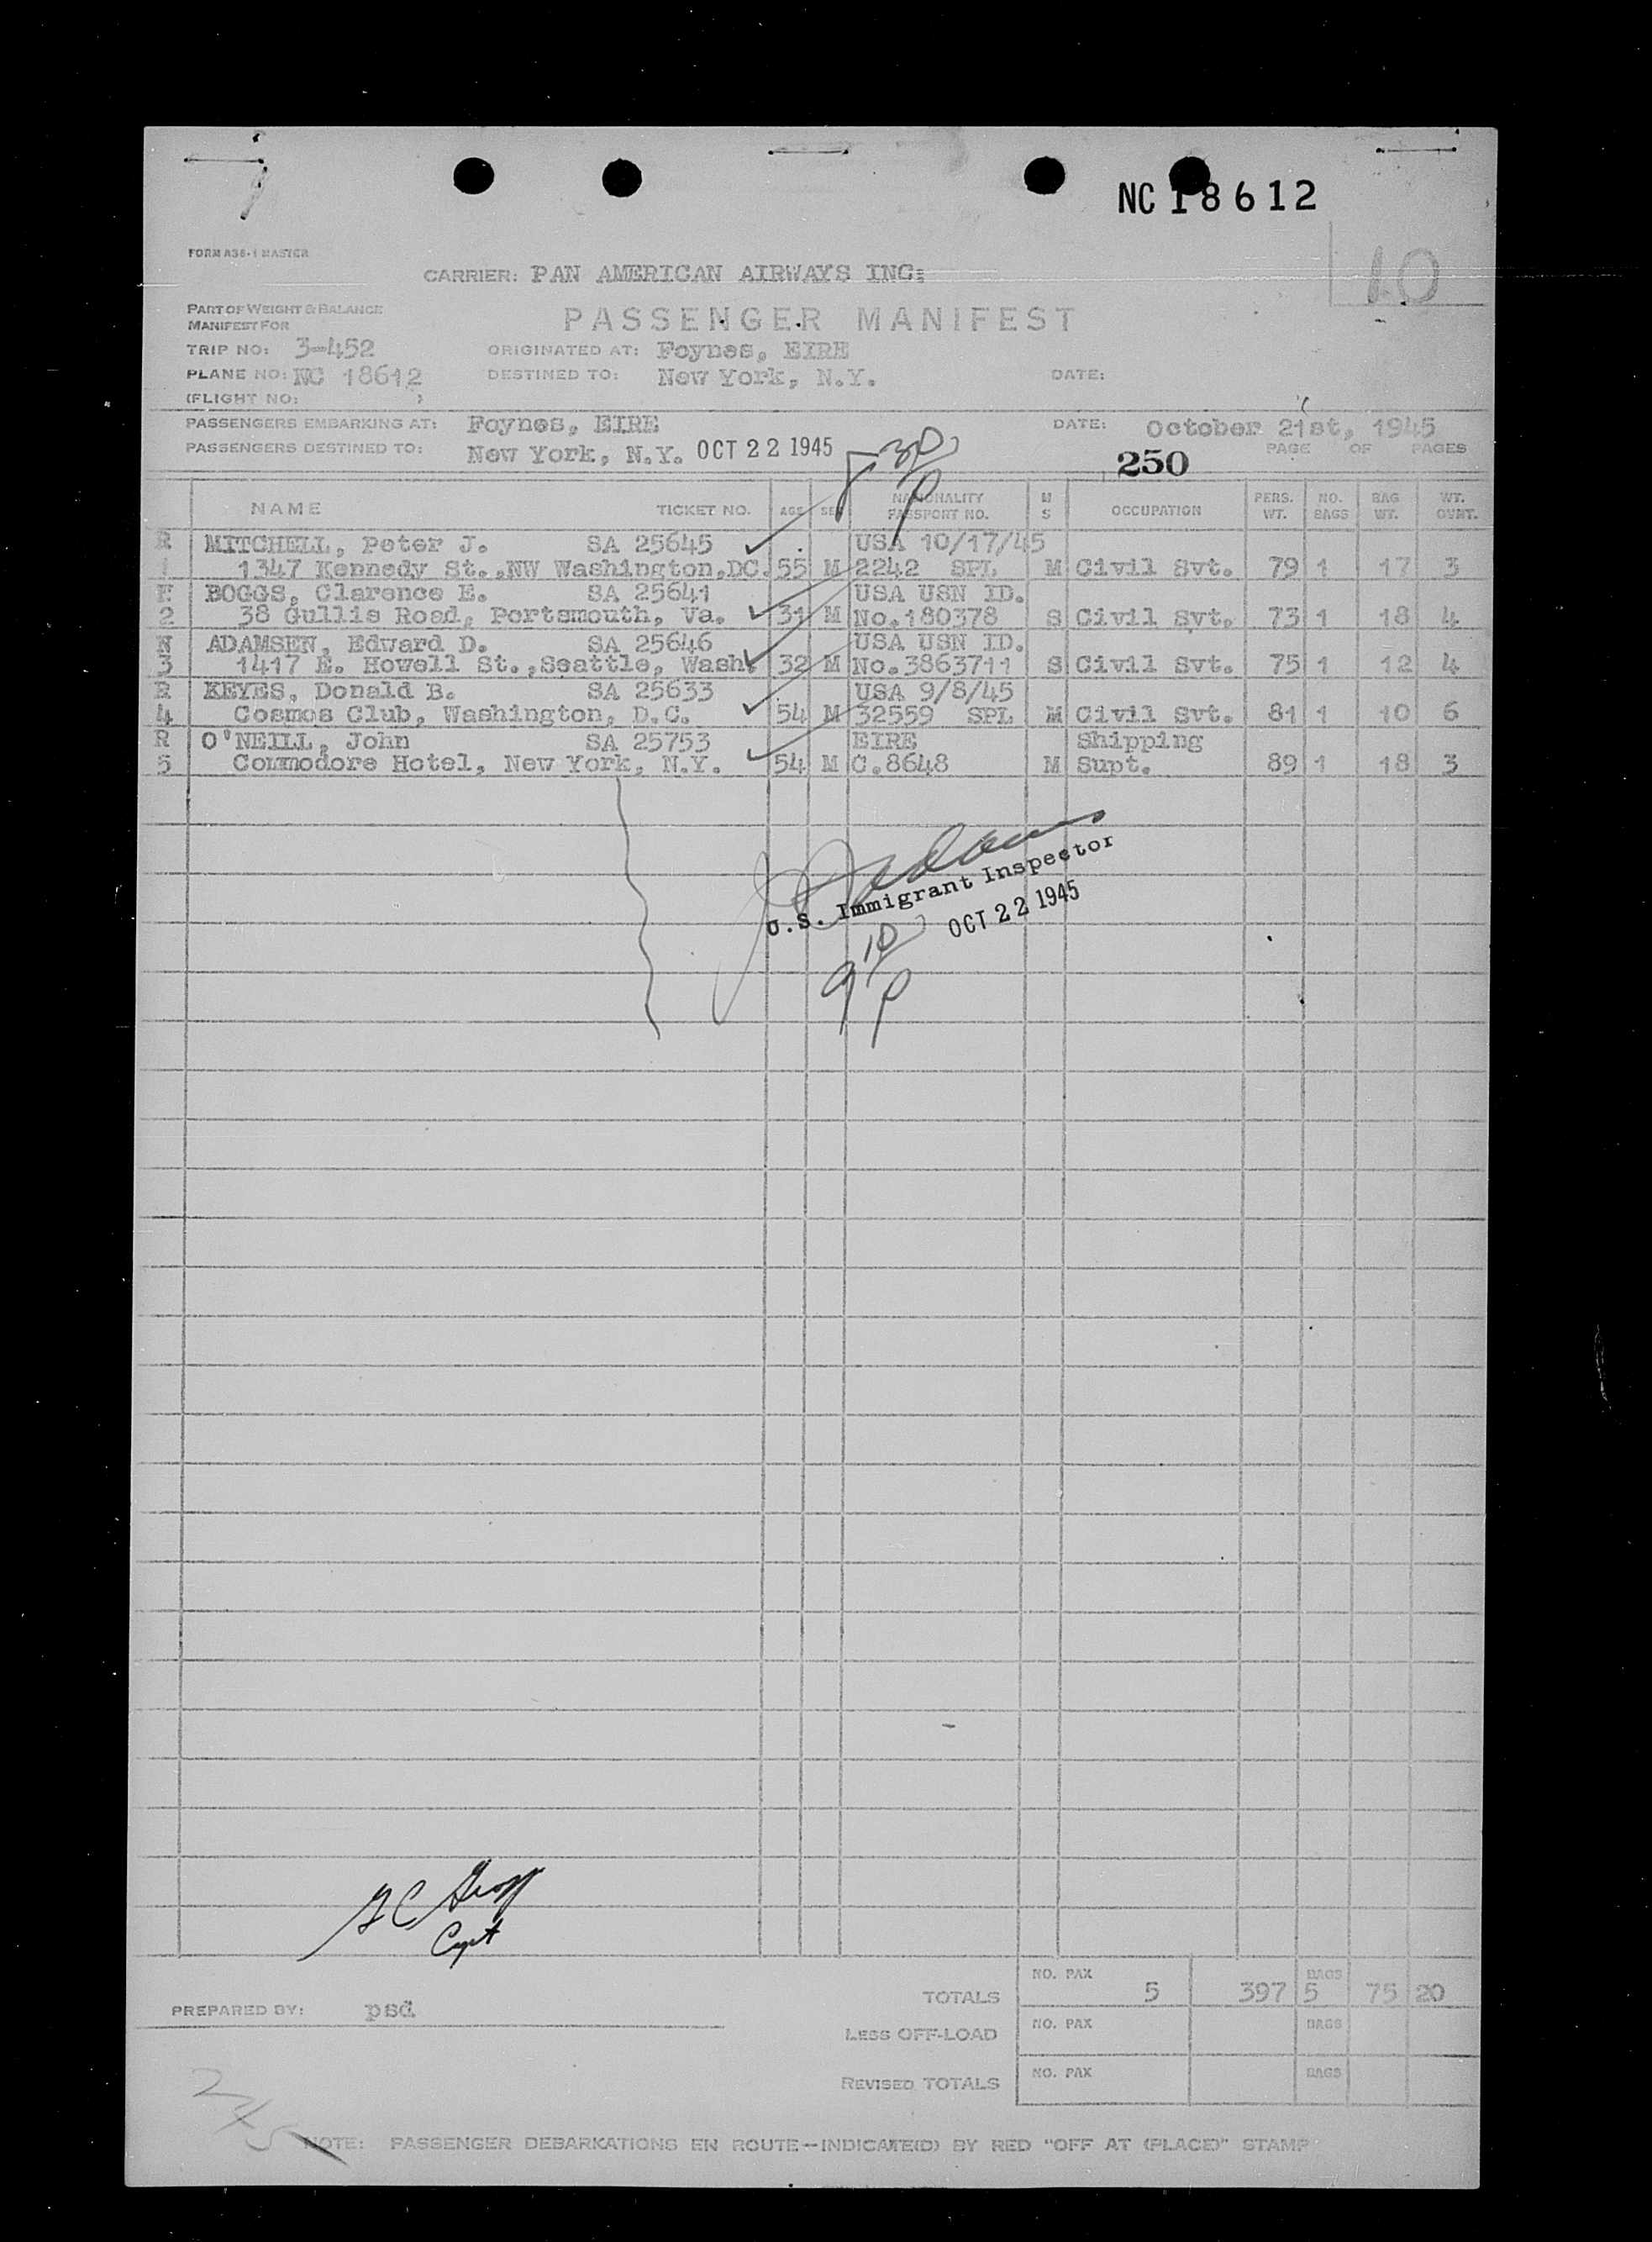 NC 18612
FORM A36-1 MASTER
10
CARRIER: PAN AMERICAN AIRWAYS INC:
PART OF WEIGHT & BALANCE
MANIFEST FOR
PASSENGER MANIFEST
TRIP NO: 3-452 ORIGINATED AT: Foynes, EIRE
PLANE NO: NC 18612 DESTINED TO: New York, N.Y. DATE:
(FLIGHT NO: )
PASSENGERS EMBARKING AT: Foynes, EIRE DATE: October 21st, 1945
PASSENGERS DESTINED TO: New York, N.Y. OCT 22 1945 8 30 P 250 PAGE OF PAGES
NAME TICKET NO. AGE SEX NATIONALITY PASSPORT NO. M S OCCUPATION PERS. WT. NO. BAGS BAG WT. WT. OVNT.
R MITCHELL, Peter J. SA 25645 USA 10/17/45
1 1347 Kennedy St.,NW Washington,DC. 55 M 2242 SPL M Civil Svt. 79 1 17 3
BOGGS, Clarence E. SA 25641 USA USN ID.
2 38 Gullis Road, Portsmouth, Va. 31 M No.180378 S Civil Svt. 73 1 18 4
N ADAMSEN, Edward D. SA 25646 USA USN ID.
3 1417 E. Howell St.,Seattle, Wash. 32 M No.3863711 S Civil Svt. 75 1 12 4
R KEYES, Donald B. SA 25633 USA 9/8/45
4 Cosmos Club, Washington, D.C. 54 M 32559 SPL M Civil Svt. 81 1 10 6
R O'NEILL, John SA 25753 EIRE Shipping
5 Commodore Hotel, New York, N.Y. 54 M C.8648 M Supt. 89 1 18 3
U.S. Immigrant Inspector
OCT 22 1945
9 10 P
Capt
NO. PAX BAGS
TOTALS 5 397 5 75 20
PREPARED BY: psd
NO. PAX BAGS
LESS OFF-LOAD
NO. PAX BAGS
REVISED TOTALS
NOTE: PASSENGER DEBARKATIONS EN ROUTE—INDICATE(D) BY RED "OFF AT (PLACE)" STAMP